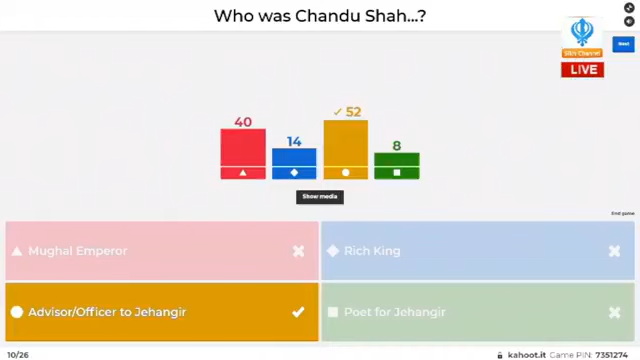 Who was Chandu Shah...?
Sikh Channel
LIVE
Next
40
14
52
8
Show media
End game
Mughal Emperor
Rich King
Advisor/Officer to Jehangir
Poet for Jehangir
10/26
kahoot.it Game PIN: 7351274